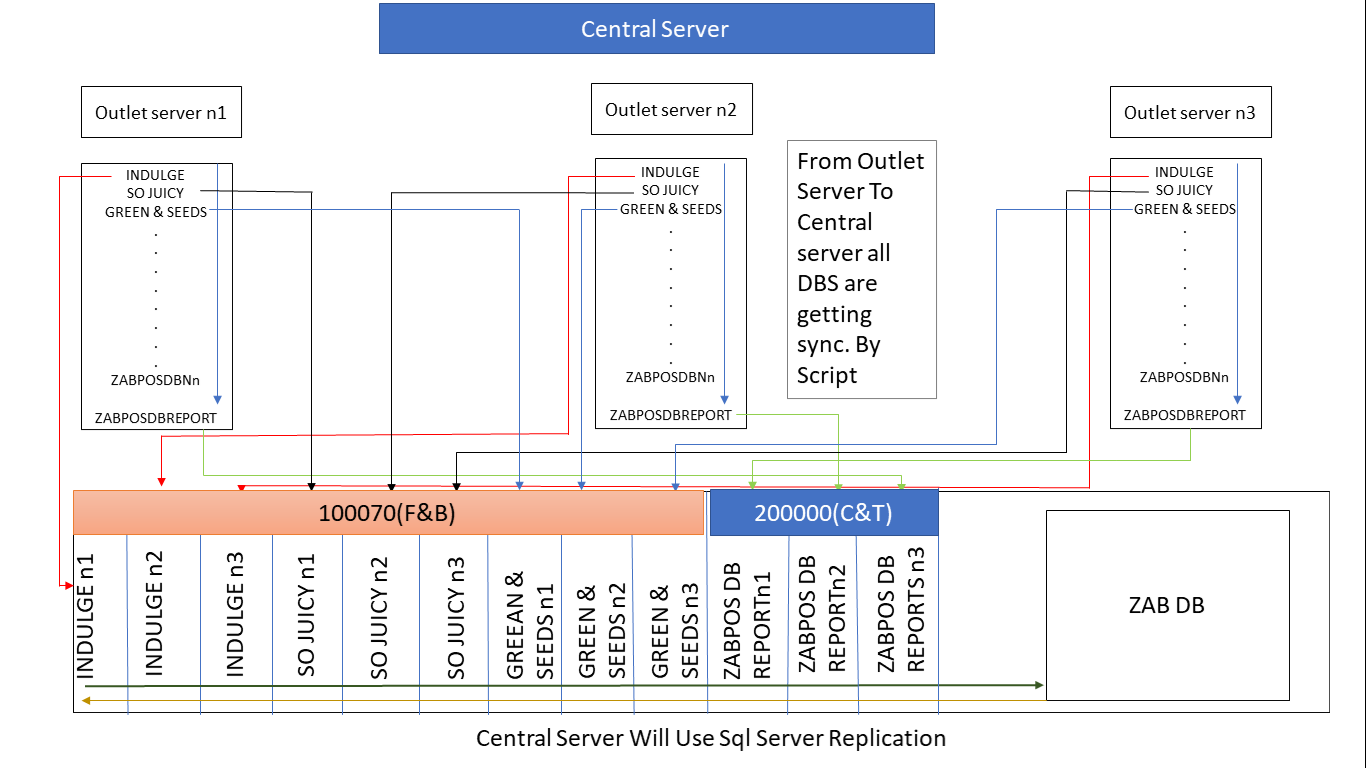 Central Server
Outlet server n1
Outlet server n2
Outlet server n3
INDULGE
SO JUICY
GREEN & SEEDS
.
.
.
.
.
.
.
.
ZABPOSDBNn
ZABPOSDBREPORT
INDULGE
SO JUICY
GREEN & SEEDS
.
.
.
.
.
.
.
.
ZABPOSDBNn
ZABPOSDBREPORT
From Outlet
Server To
Central
server all
DBS are
getting
sync. By
Script
INDULGE
SO JUICY
GREEN & SEEDS
.
.
.
.
.
.
.
.
ZABPOSDBNn
ZABPOSDBREPORT
100070(F&B)
200000(C&T)
INDULGE n1
INDULGE n2
INDULGE n3
SO JUICY n1
SO JUICY n2
SO JUICY n3
GREEAN &
SEEDS n1
GREEN &
SEEDS n2
GREEN &
SEEDS n3
ZABPOS DB
REPORTn1
ZABPOS DB
REPORTn2
ZABPOS DB
REPORTS n3
ZAB DB
Central Server Will Use Sql Server Replication